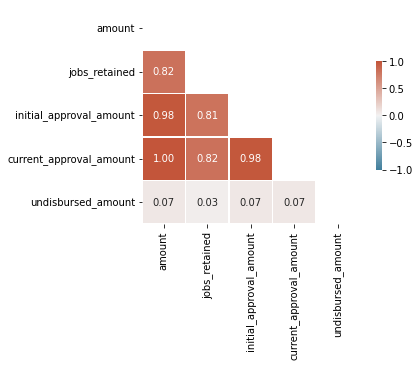 amount
jobs_retained
initial_approval_amount
current_approval_amount
undisbursed_amount
0.82
0.98 0.81
1.00 0.82 0.98
0.07 0.03 0.07 0.07
amount
jobs_retained
initial_approval_amount
current_approval_amount
undisbursed_amount
1.0
0.5
0.0
−0.5
−1.0